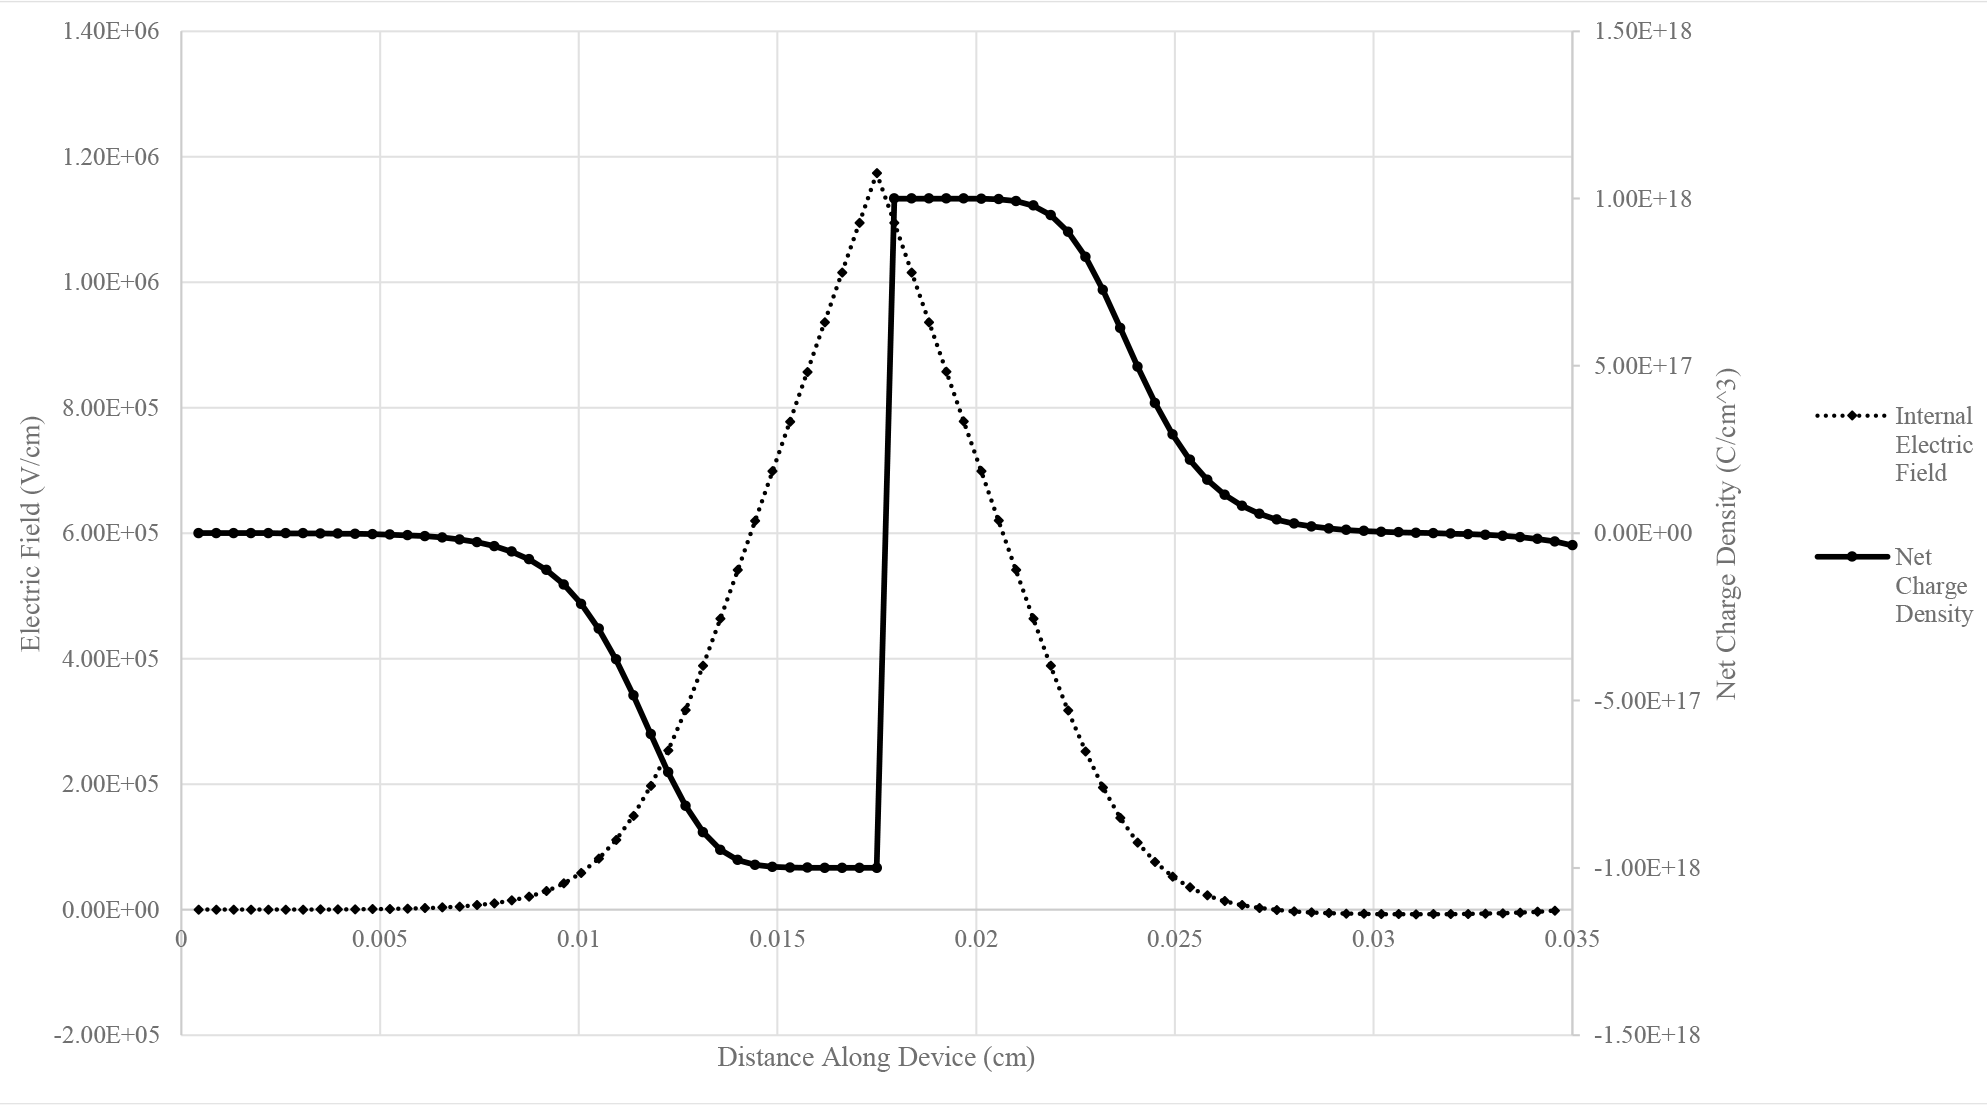 1.40E+06
1.20E+06
1.00E+06
8.00E+05
6.00E+05
4.00E+05
2.00E+05
0.00E+00
-2.00E+05
Electric Field (V/cm)
0
0.005
0.01
0.015
0.02
0.025
0.03
0.035
Distance Along Device (cm)
1.50E+18
1.00E+18
5.00E+17
0.00E+00
-5.00E+17
-1.00E+18
-1.50E+18
Net Charge Density (C/cm^3)
Internal
Electric
Field
Net
Charge
Density